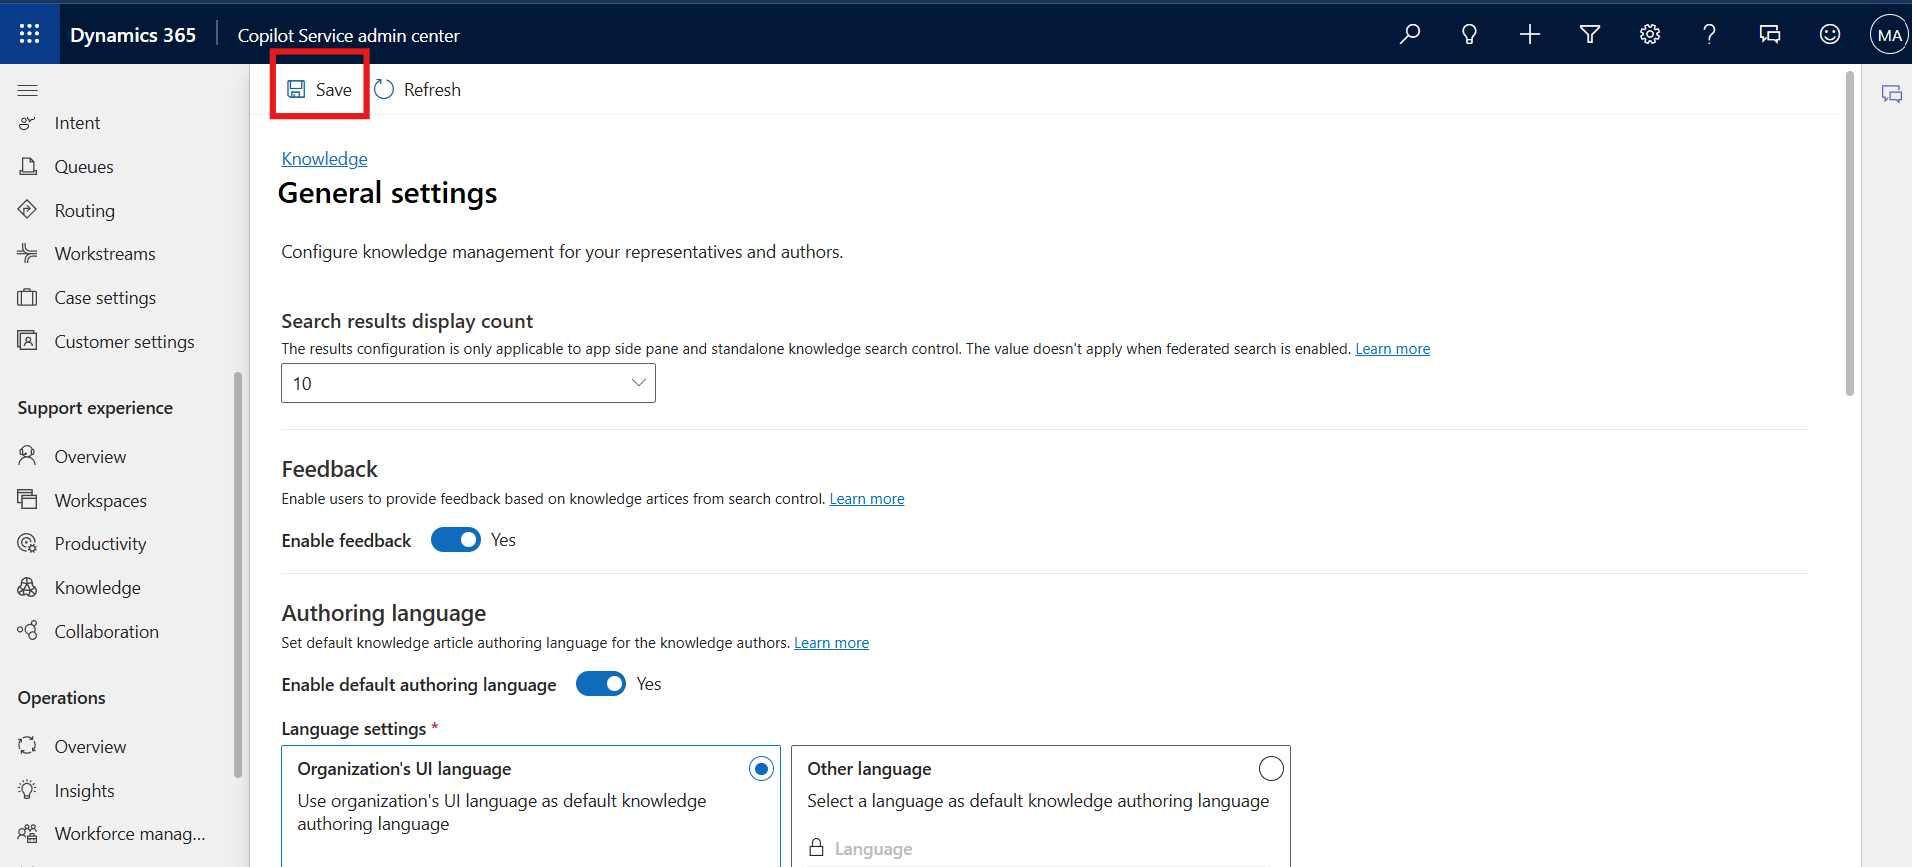 Dynamics 365
Copilot Service admin center
MA
Save
Refresh
Intent
Queues
Routing
Workstreams
Case settings
Customer settings
Support experience
Overview
Workspaces
Productivity
Knowledge
Collaboration
Operations
Overview
Insights
Workforce manag...
Knowledge
General settings
Configure knowledge management for your representatives and authors.
Search results display count
The results configuration is only applicable to app side pane and standalone knowledge search control. The value doesn't apply when federated search is enabled. Learn more
10
Feedback
Enable users to provide feedback based on knowledge artices from search control. Learn more
Enable feedback
Yes
Authoring language
Set default knowledge article authoring language for the knowledge authors. Learn more
Enable default authoring language
Yes
Language settings *
Organization's UI language
Use organization's UI language as default knowledge
authoring language
Other language
Select a language as default knowledge authoring language
Language